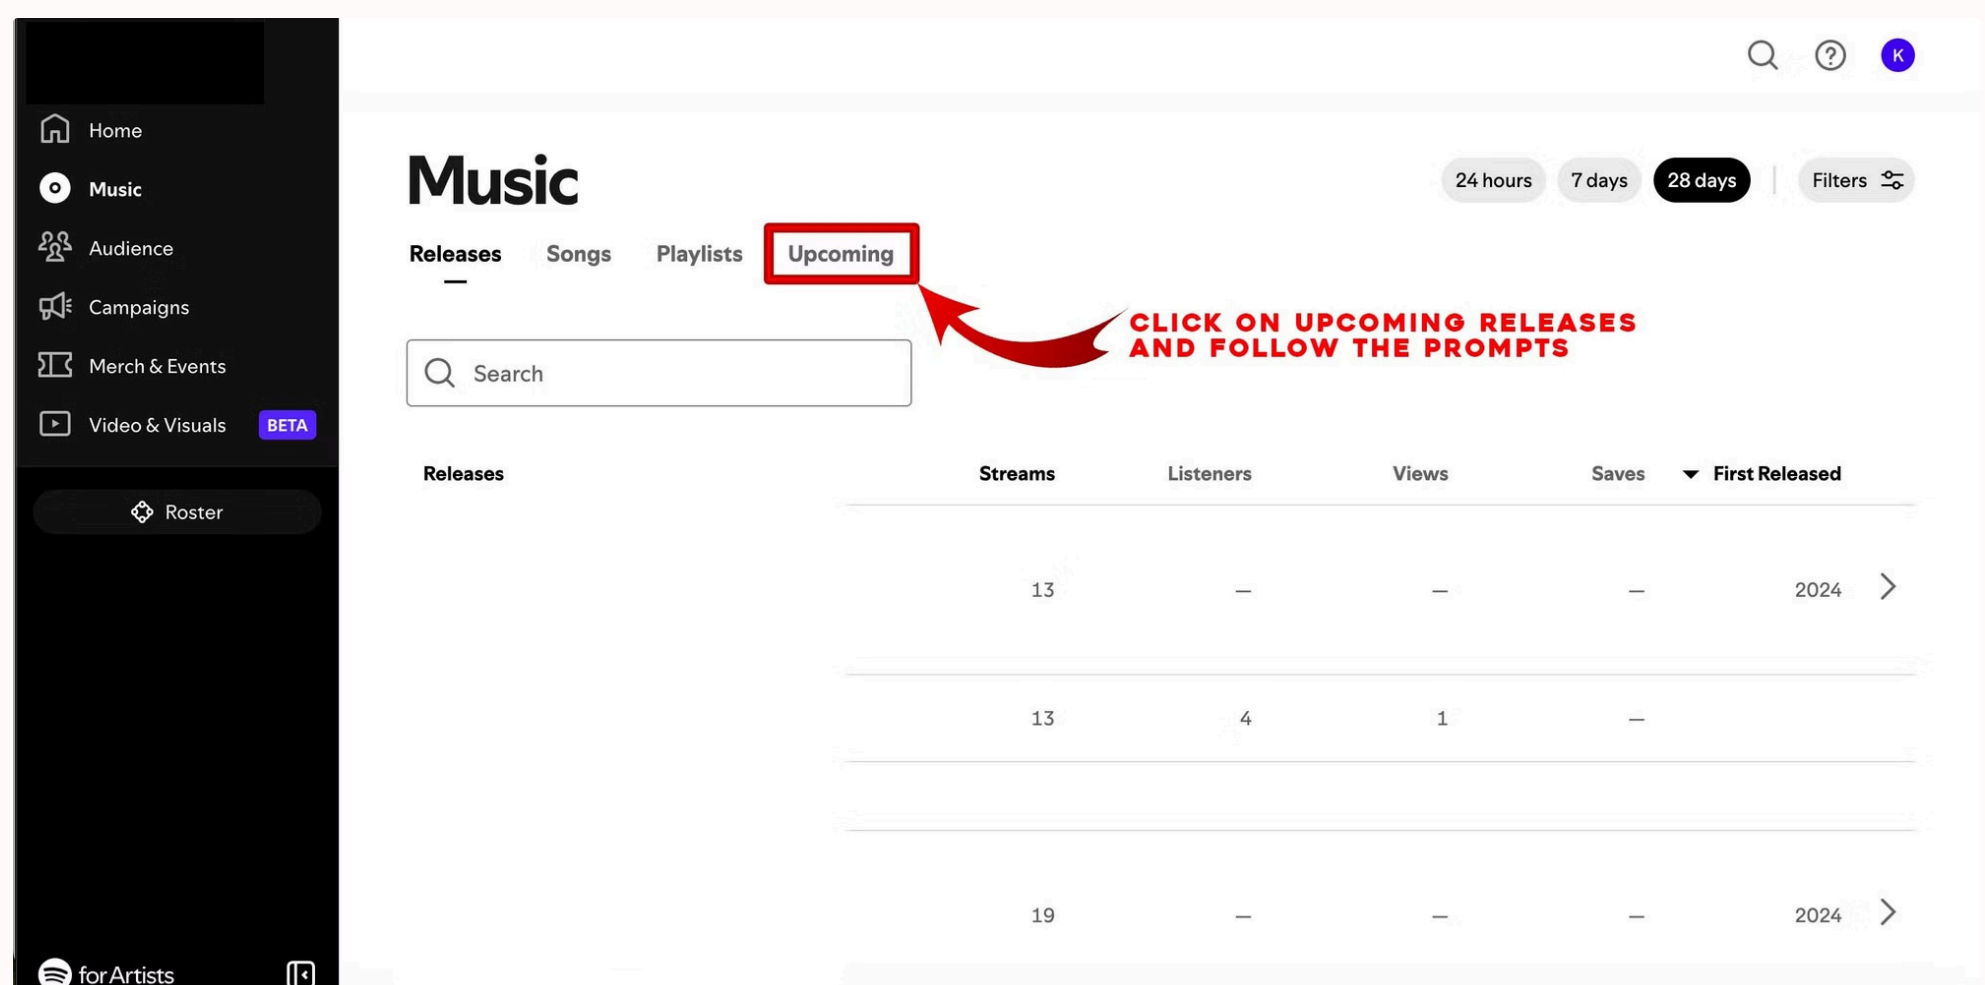 K
Home
Music
Audience
Campaigns
Merch & Events
Video & Visuals BETA
Roster
for Artists
Music
24 hours 7 days 28 days Filters
Releases Songs Playlists Upcoming
CLICK ON UPCOMING RELEASES
AND FOLLOW THE PROMPTS
Search
Releases Streams Listeners Views Saves First Released
13 — — — 2024
13 4 1 —
19 — — — 2024